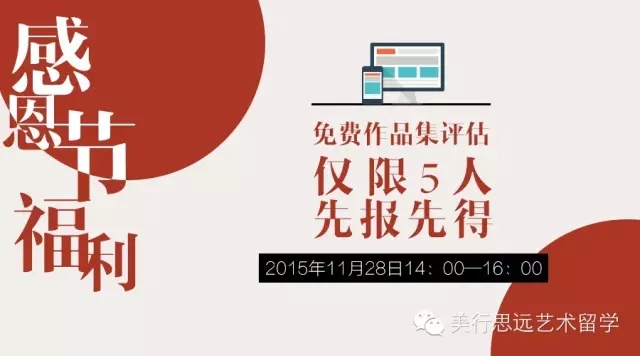 感恩节福利
免费作品集评估
仅限5人
先报先得
2015年11月28日14：00—16：00
美行思远艺术留学